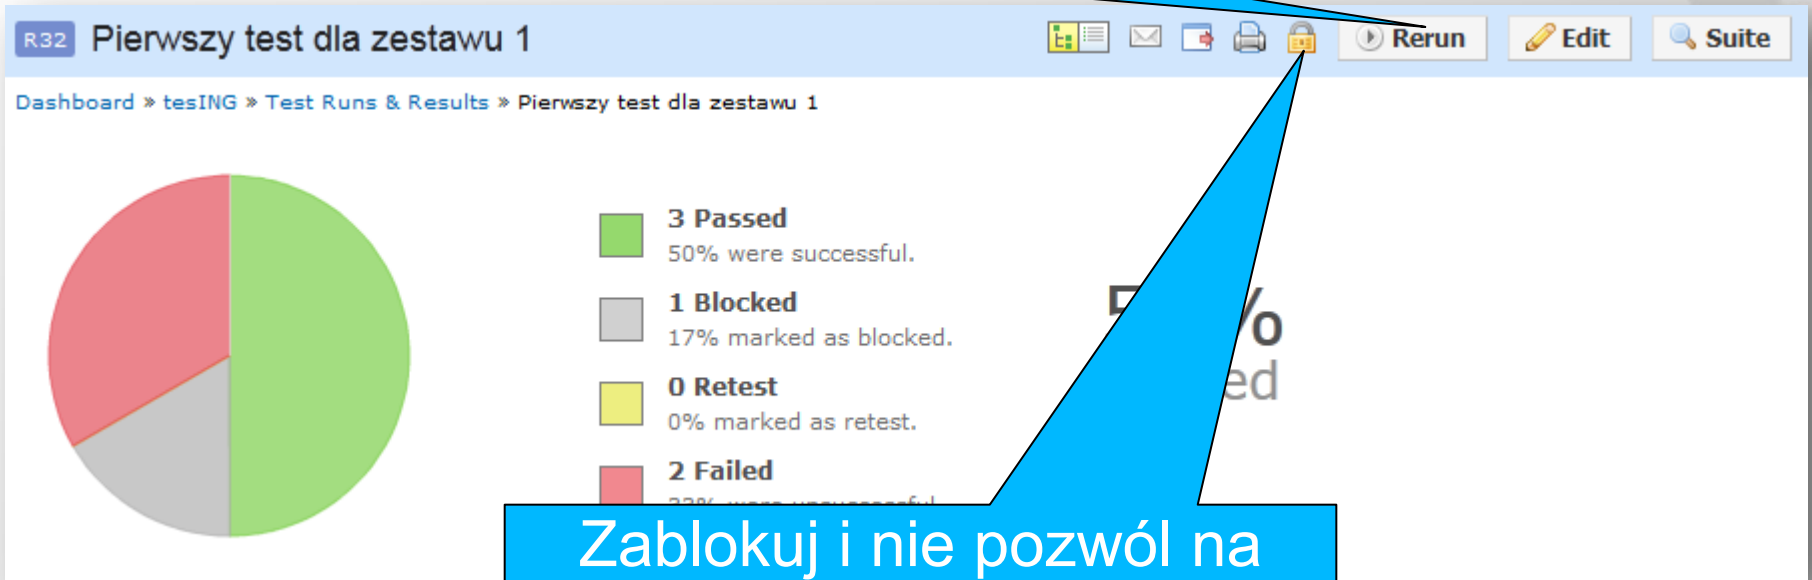 R32 Pierwszy test dla zestawu 1
Rerun Edit Suite
Dashboard » tesING » Test Runs & Results » Pierwszy test dla zestawu 1
3 Passed
50% were successful.
1 Blocked
17% marked as blocked.
%
ed
0 Retest
0% marked as retest.
2 Failed
Zablokuj i nie pozwól na